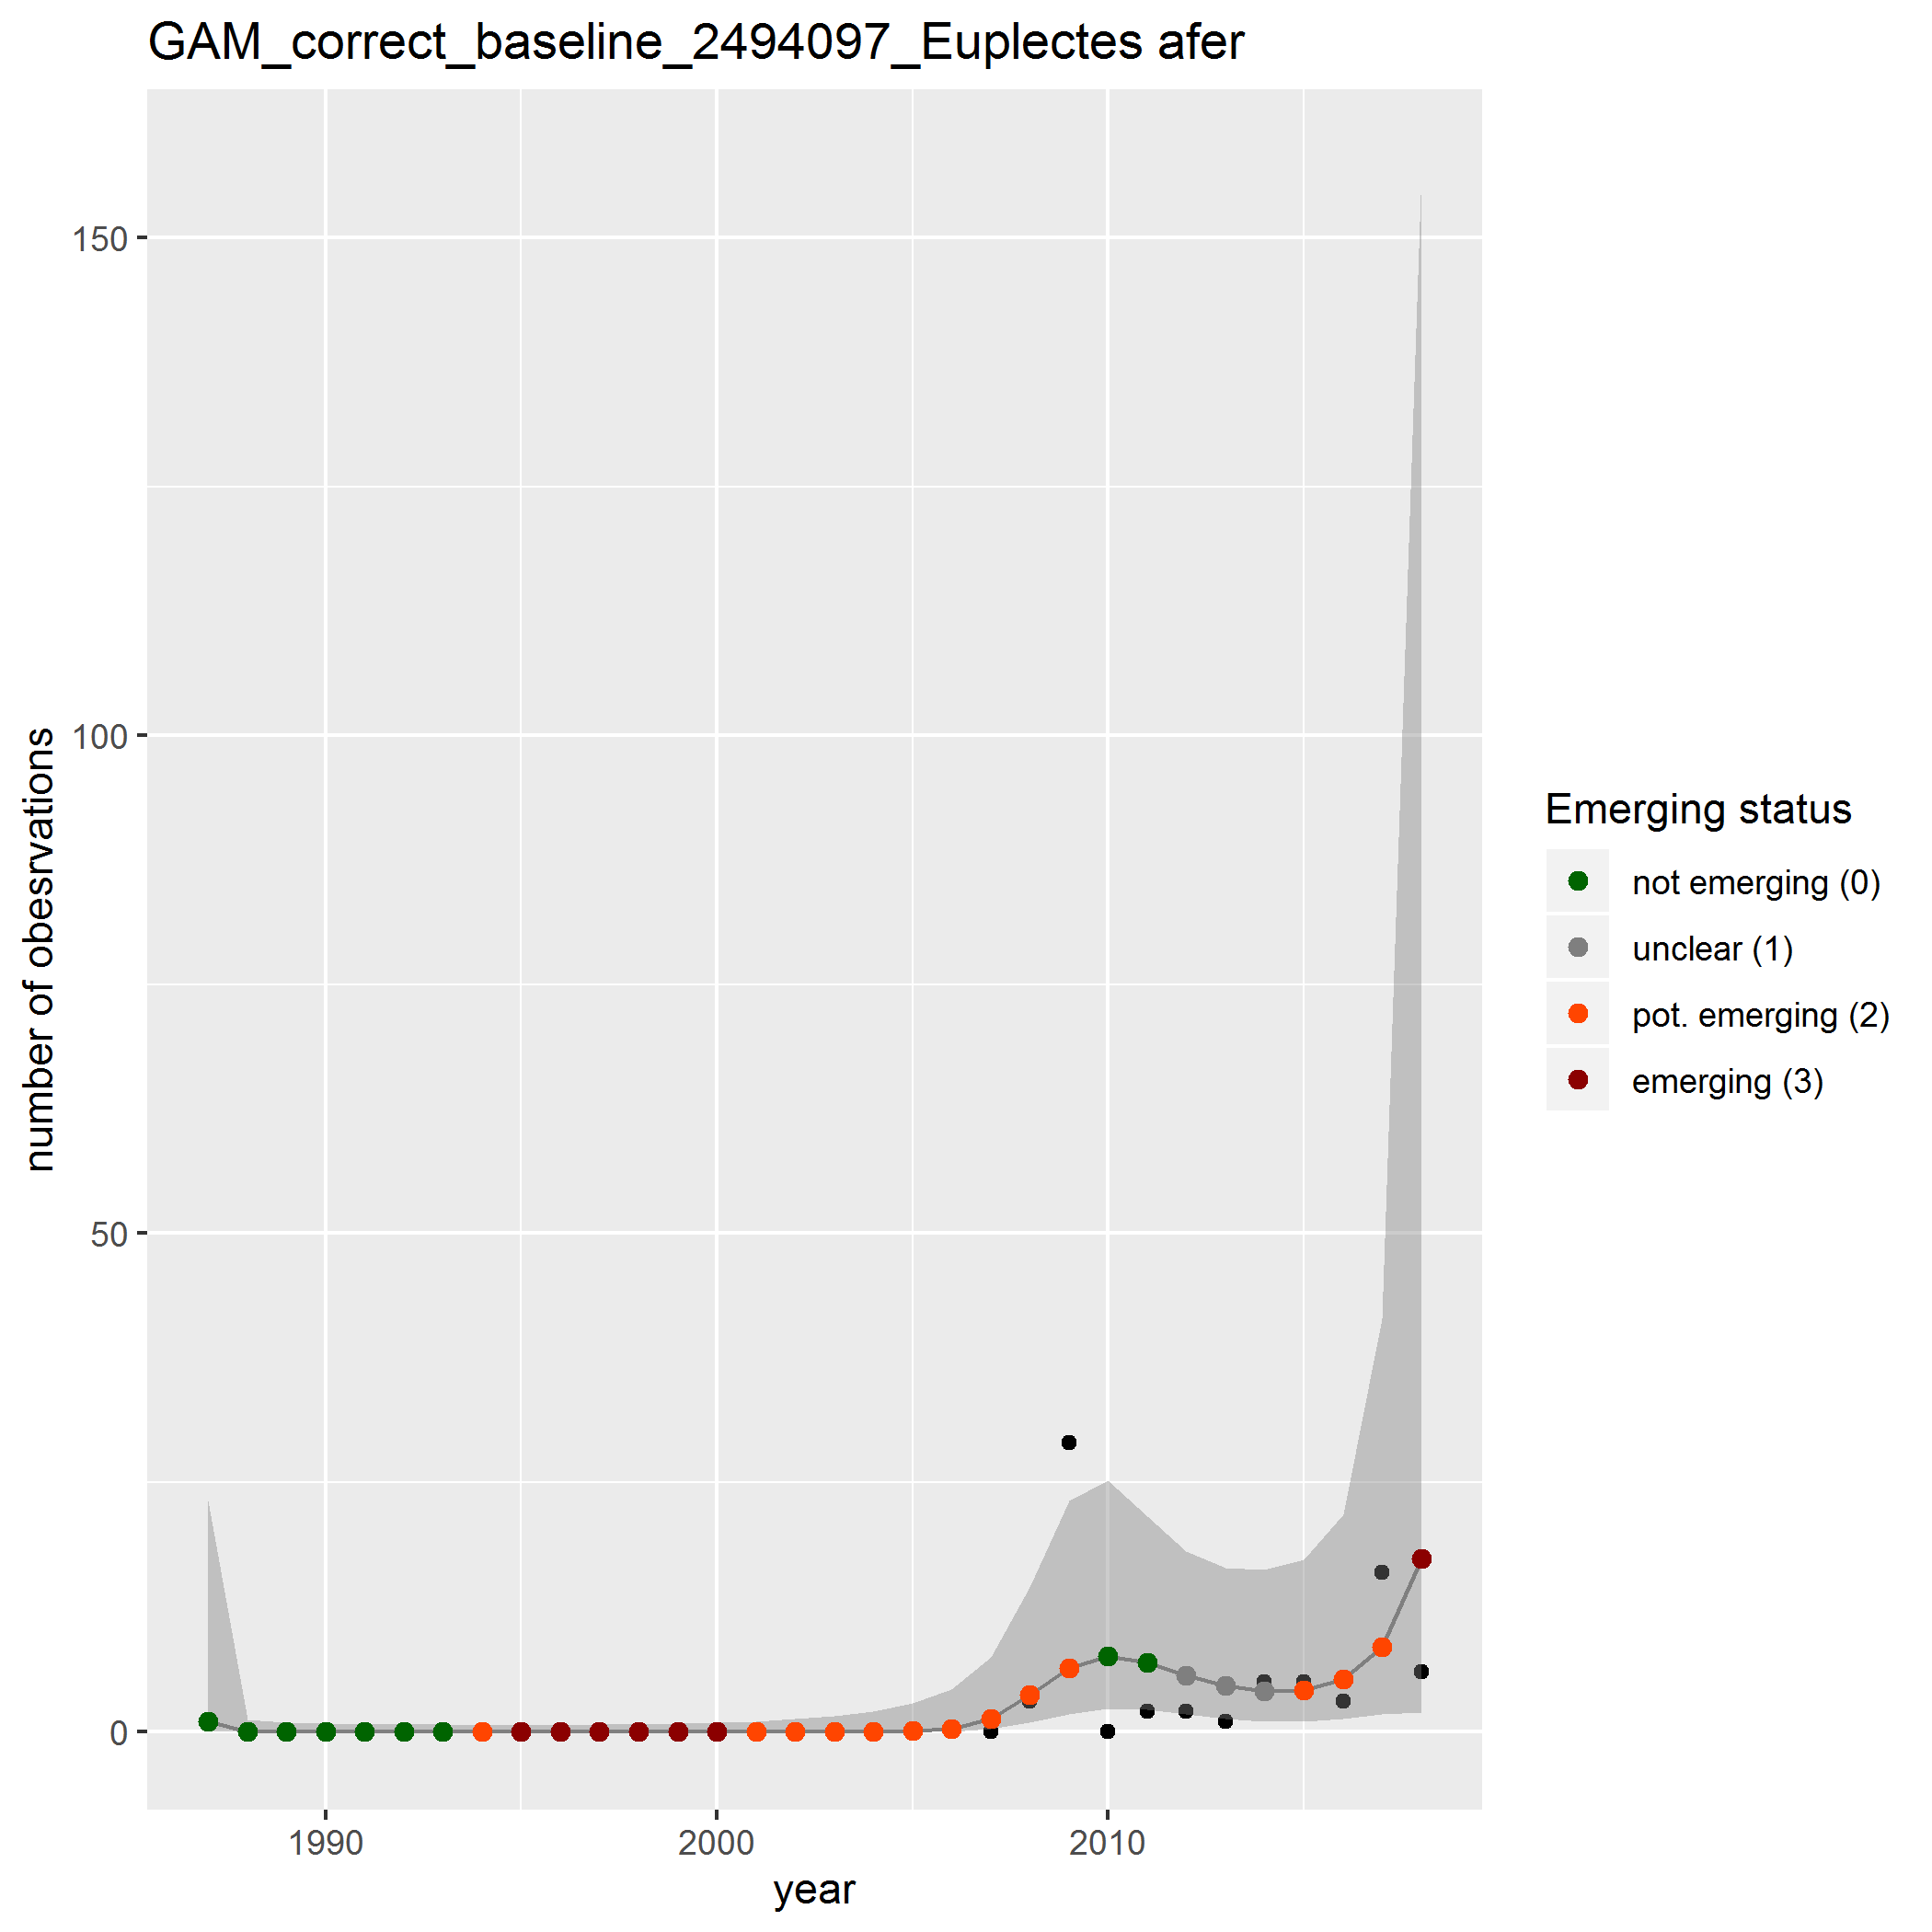 GAM_correct_baseline_2494097_Euplectes afer
150
100
50
0
number of obesrvations
1990
2000
2010
year
Emerging status
not emerging (0)
unclear (1)
pot. emerging (2)
emerging (3)